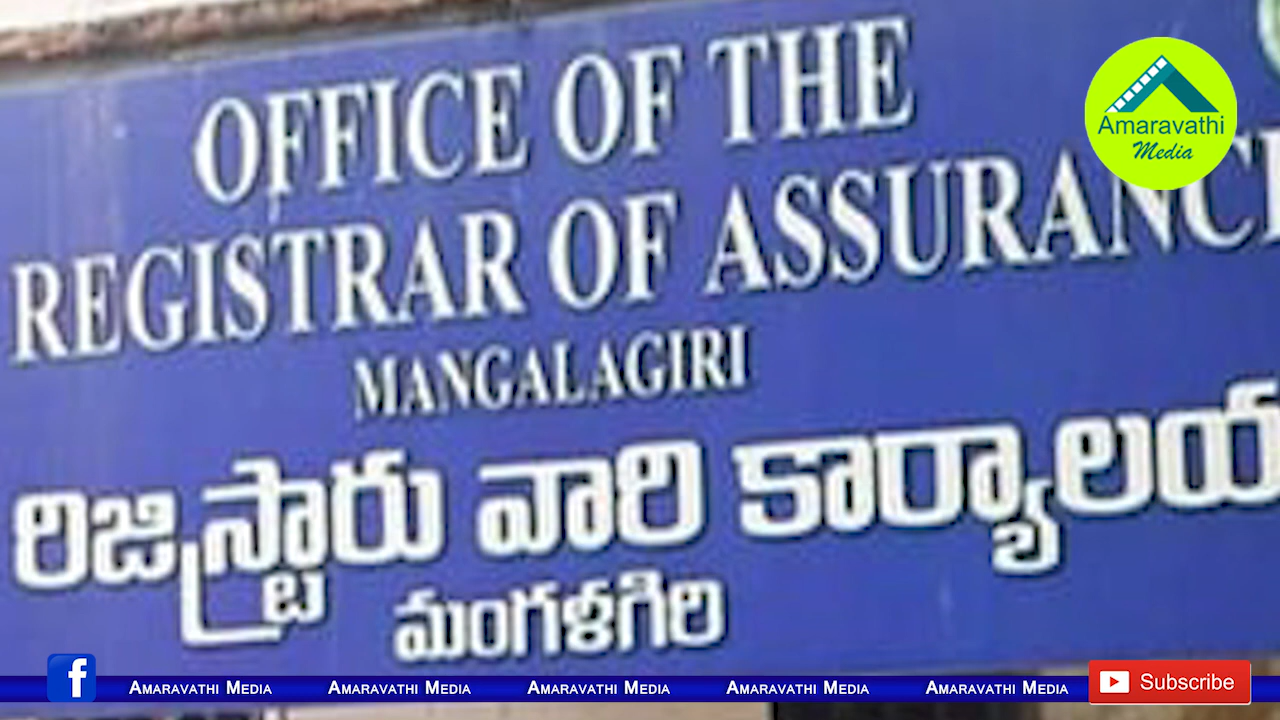 OFFICE OF THE
REGISTRAR OF ASSURANC
MANGALAGIRI
రిజిస్ట్రారు వారి కార్యాలయ
మంగళగిరి
Amaravathi
Media
f
Amaravathi Media Amaravathi Media Amaravathi Media Amaravathi Media Amaravathi Media
Subscribe